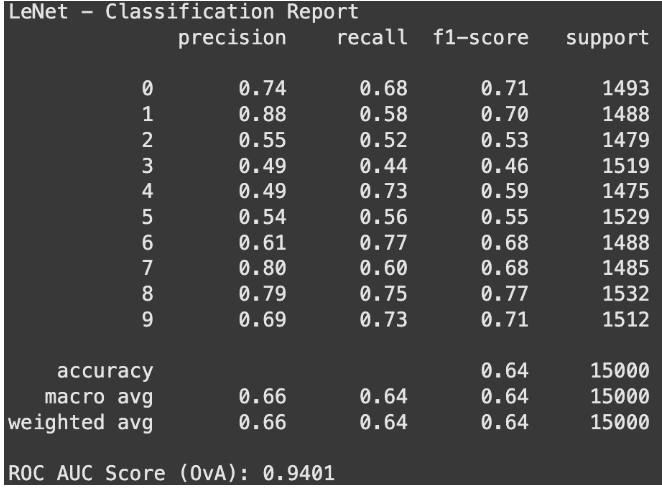 LeNet – Classification Report
precision recall f1-score support
0 0.74 0.68 0.71 1493
1 0.88 0.58 0.70 1488
2 0.55 0.52 0.53 1479
3 0.49 0.44 0.46 1519
4 0.49 0.73 0.59 1475
5 0.54 0.56 0.55 1529
6 0.61 0.77 0.68 1488
7 0.80 0.60 0.68 1485
8 0.79 0.75 0.77 1532
9 0.69 0.73 0.71 1512
accuracy 0.64 15000
macro avg 0.66 0.64 0.64 15000
weighted avg 0.66 0.64 0.64 15000
ROC AUC Score (OvA): 0.9401